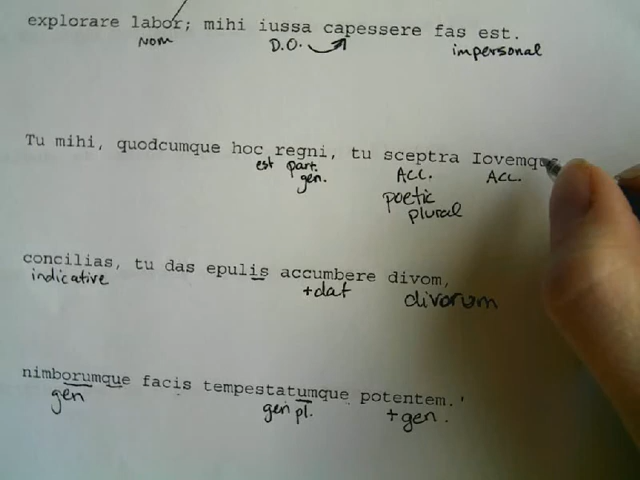 explorare labor; mihi iussa capessere fas est.
Nom D.O. impersonal
Tu mihi, quodcumque hoc regni, tu sceptra Iovemque
est part. gen. ACC. poetic plural ACC.
concilias, tu das epulis accumbere divom,
indicative +dat divorum
nimborumque facis tempestatumque potentem.'
gen gen pl. +gen.